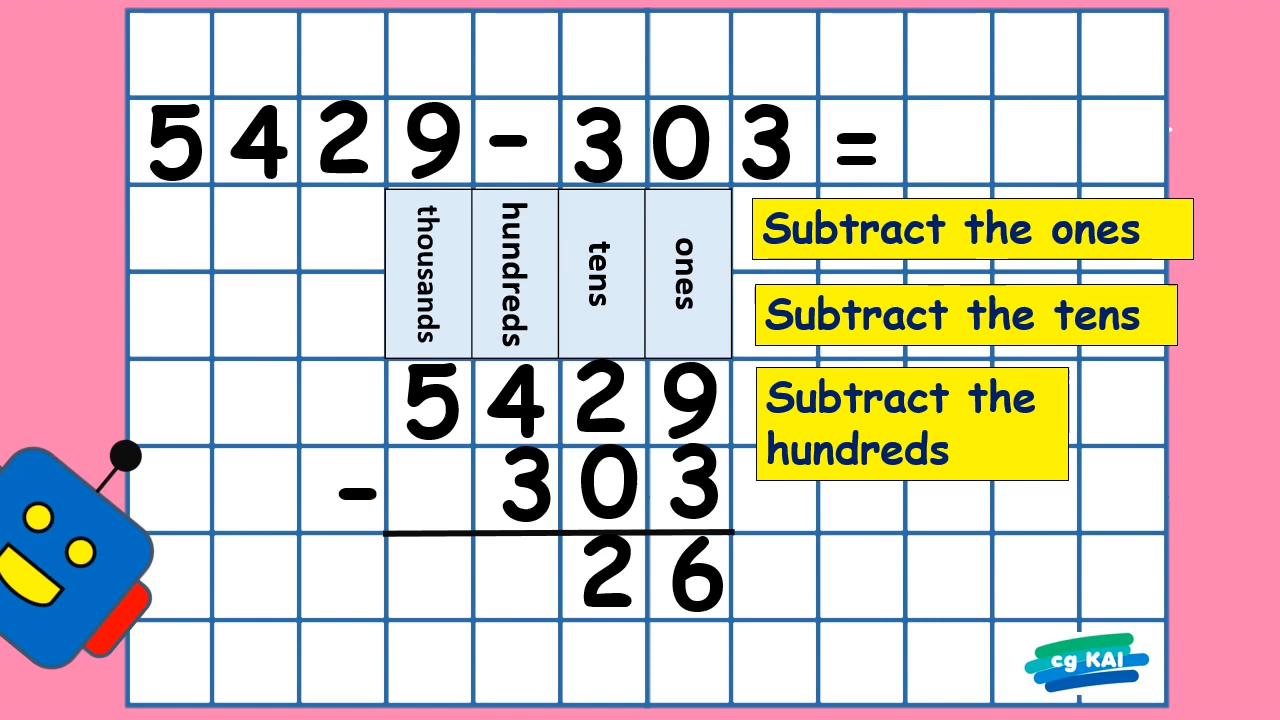 5429 - 303 =
thousands hundreds tens ones
Subtract the ones
Subtract the tens
5429
Subtract the
hundreds
- 303
26
cg KAI